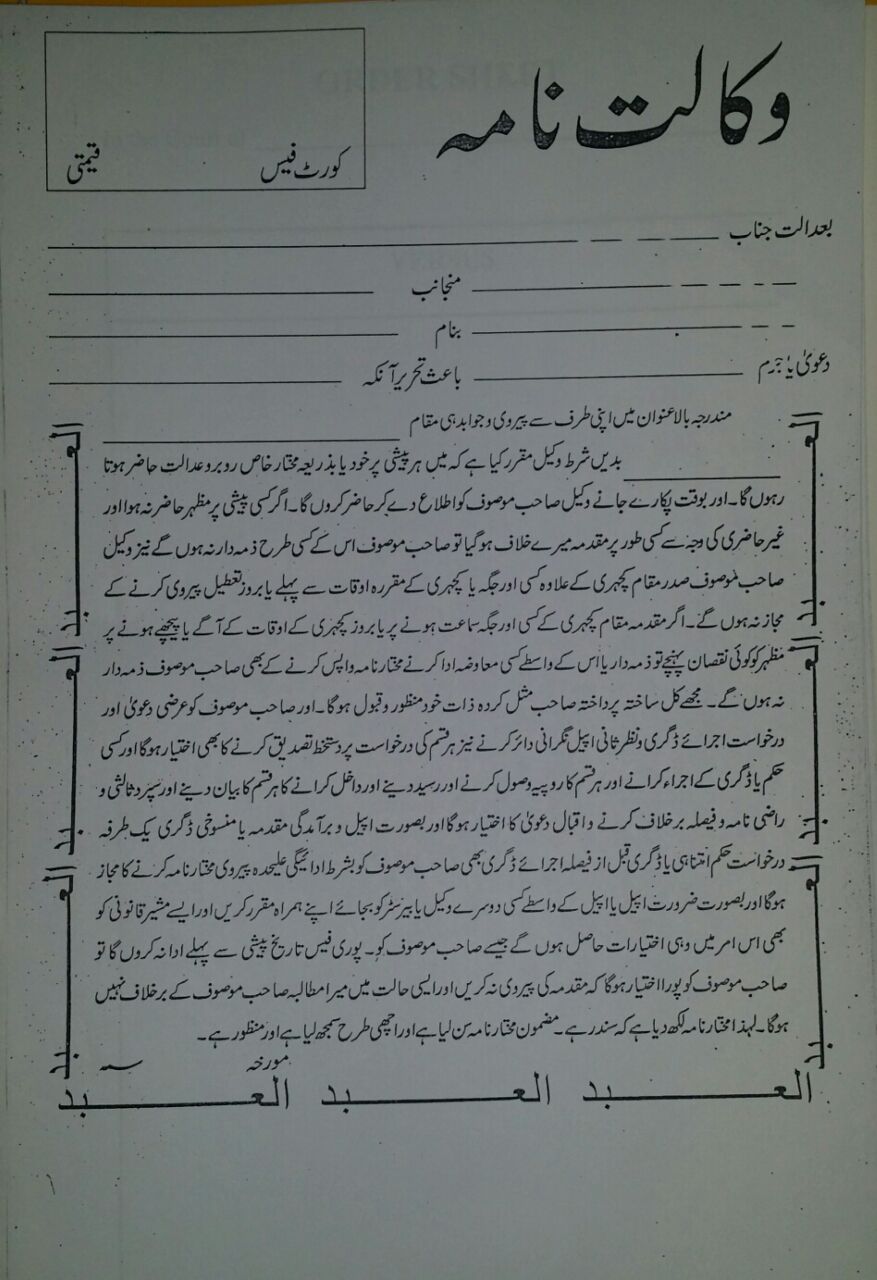 وکالت نامہ
کورٹ فیس
قیمتی
بعدالت جناب
منجانب
بنام
دعویٰ یا جرم
باعث تحریر آنکہ
مندرجہ بالا عنوان میں اپنی طرف سے پیروی و جوابدہی مقام
بدیں شرط وکیل مقرر کیا ہے کہ میں ہر پیشی پر خود یا بذریعہ مختار خاص روبرو عدالت حاضر ہوتا
رہوں گا۔ اور بوقت پکارے جانے وکیل صاحب موصوف کو اطلاع دے کر حاضر کروں گا۔ اگر کسی پیشی پر مظہر حاضر نہ ہوا اور
غیر حاضری کی وجہ سے کسی طور پر مقدمہ میرے خلاف ہو گیا تو صاحب موصوف اس کے کسی طرح ذمہ دار نہ ہوں گے نیز وکیل
صاحب موصوف صدر مقام کچہری کے علاوہ کسی اور جگہ یا کچہری کے مقررہ اوقات سے پہلے یا بروز تعطیل پیروی کرنے کے
مجاز نہ ہوں گے۔ اگر مقدمہ مقام کچہری کے کسی اور جگہ سماعت ہونے پر یا بروز کچہری کے اوقات کے آگے یا پیچھے ہونے پر
مظہر کو کوئی نقصان پہنچے تو ذمہ دار یا اس کے واسطے کسی معاوضہ ادا کرنے مختار نامہ واپس کرنے کے بھی صاحب موصوف ذمہ دار
نہ ہوں گے۔ مجھے کل ساختہ پرداختہ صاحب مثل کردہ ذات خود منظور و قبول ہوگا۔ اور صاحب موصوف کو عرضی دعویٰ اور
درخواست اجرائے ڈگری و نظر ثانی اپیل نگرانی دائر کرنے نیز ہر قسم کی درخواست پر دستخط تصدیق کرنے کا بھی اختیار ہوگا اور کسی
حکم یا ڈگری کے اجراء کرانے اور ہر قسم کا روپیہ وصول کرنے اور رسید دینے اور داخل کرانے کا ہر قسم کا بیان دینے اور سپرد ثالثی و
راضی نامہ و فیصلہ برخلاف کرنے و اقبال دعویٰ کا اختیار ہوگا اور بصورت اپیل و برآمدگی مقدمہ یا منسوخی ڈگری یک طرفہ
درخواست حکم امتناہی یا ڈگری قبل از فیصلہ اجرائے ڈگری بھی صاحب موصوف کو بشرط ادائیگی علیحدہ پیروی مختار نامہ کرنے کا مجاز
ہوگا اور بصورت ضرورت اپیل یا اپیل کے واسطے کسی دوسرے وکیل یا بیرسٹر کو بجائے اپنے ہمراہ مقرر کریں اور ایسے مشیر قانونی کو
بھی اس امر میں وہی اختیارات حاصل ہوں گے جیسے صاحب موصوف کو۔ پوری فیس تاریخ پیشی سے پہلے ادا نہ کروں گا تو
صاحب موصوف کو پورا اختیار ہوگا کہ مقدمہ کی پیروی نہ کریں اور ایسی حالت میں میرا مطالبہ صاحب موصوف کے برخلاف نہیں
ہوگا۔ لہذا مختار نامہ لکھ دیا ہے کہ سند رہے۔ مضمون مختار نامہ سن لیا ہے اور اچھی طرح سمجھ لیا ہے اور منظور ہے۔
مورخہ
العبد العبد العبد
العبد
العبد
العبد
العبد
العبد
العبد